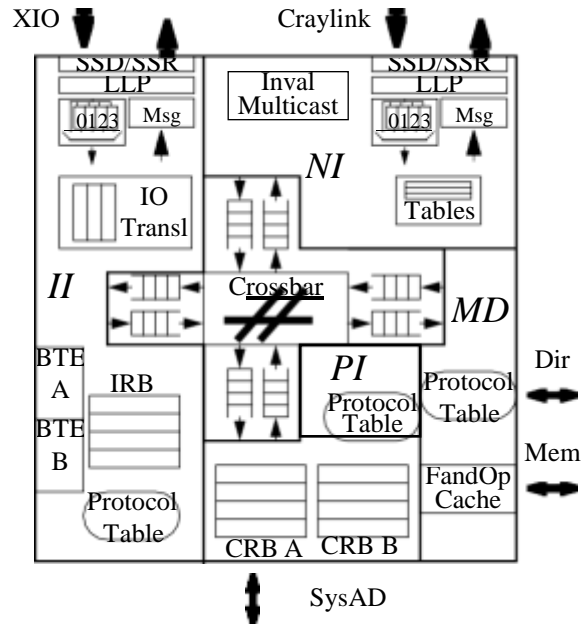 XIO
Craylink
SSD/SSR
SSD/SSR
LLP
LLP
0123
Msg
Inval
Multicast
0123
Msg
NI
IO
Transl
Tables
II
Crossbar
MD
BTE
A
IRB
PI
Protocol
Table
Protocol
Table
Dir
BTE
B
Mem
FandOp
Cache
Protocol
Table
CRB A
CRB B
SysAD